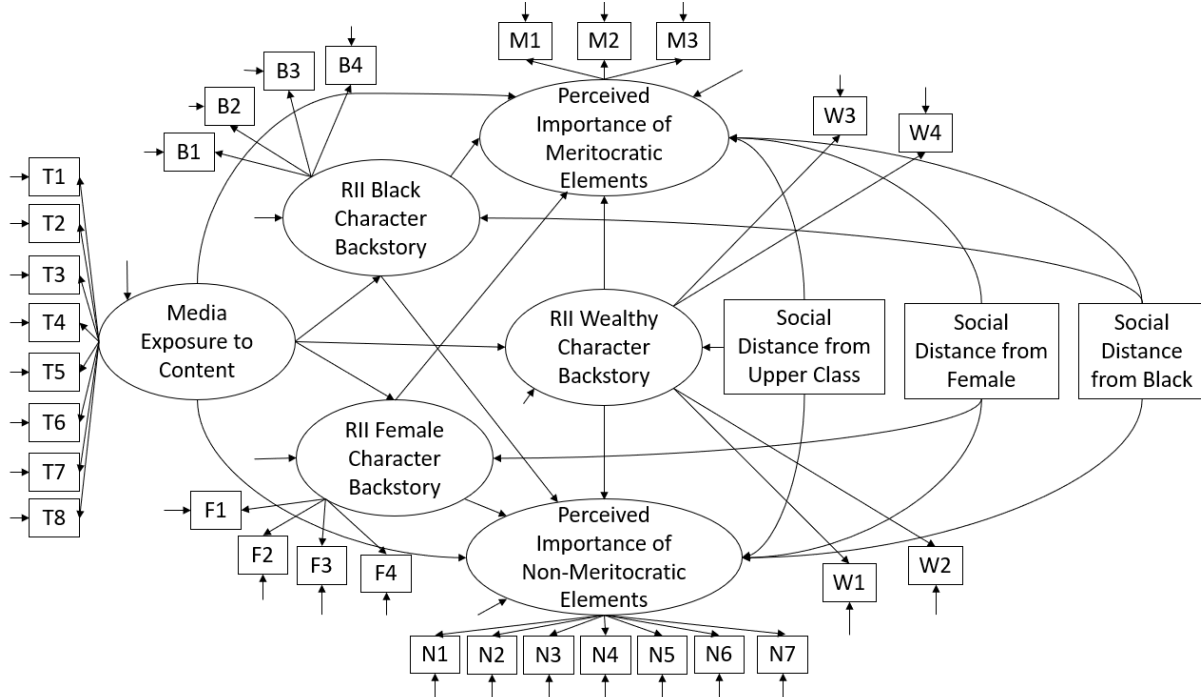 M1
M2
M3
B4
B3
B2
B1
W3
W4
Perceived
Importance of
Meritocratic
Elements
T1
T2
T3
T4
T5
T6
T7
T8
RII Black
Character
Backstory
Media
Exposure to
Content
RII Wealthy
Character
Backstory
Social
Distance from
Upper Class
Social
Distance from
Female
Social
Distance
from Black
RII Female
Character
Backstory
F1
F2
F3
F4
Perceived
Importance of
Non-Meritocratic
Elements
W1
W2
N1
N2
N3
N4
N5
N6
N7